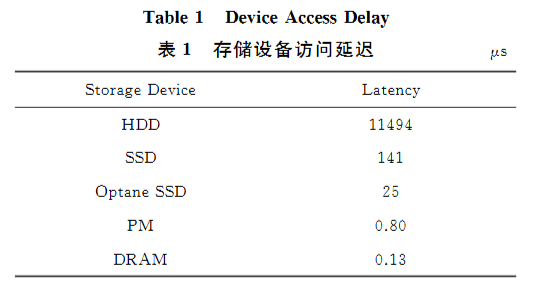 Table 1 Device Access Delay
表 1 存储设备访问延迟 μs
Storage Device Latency
HDD 11494
SSD 141
Optane SSD 25
PM 0.80
DRAM 0.13